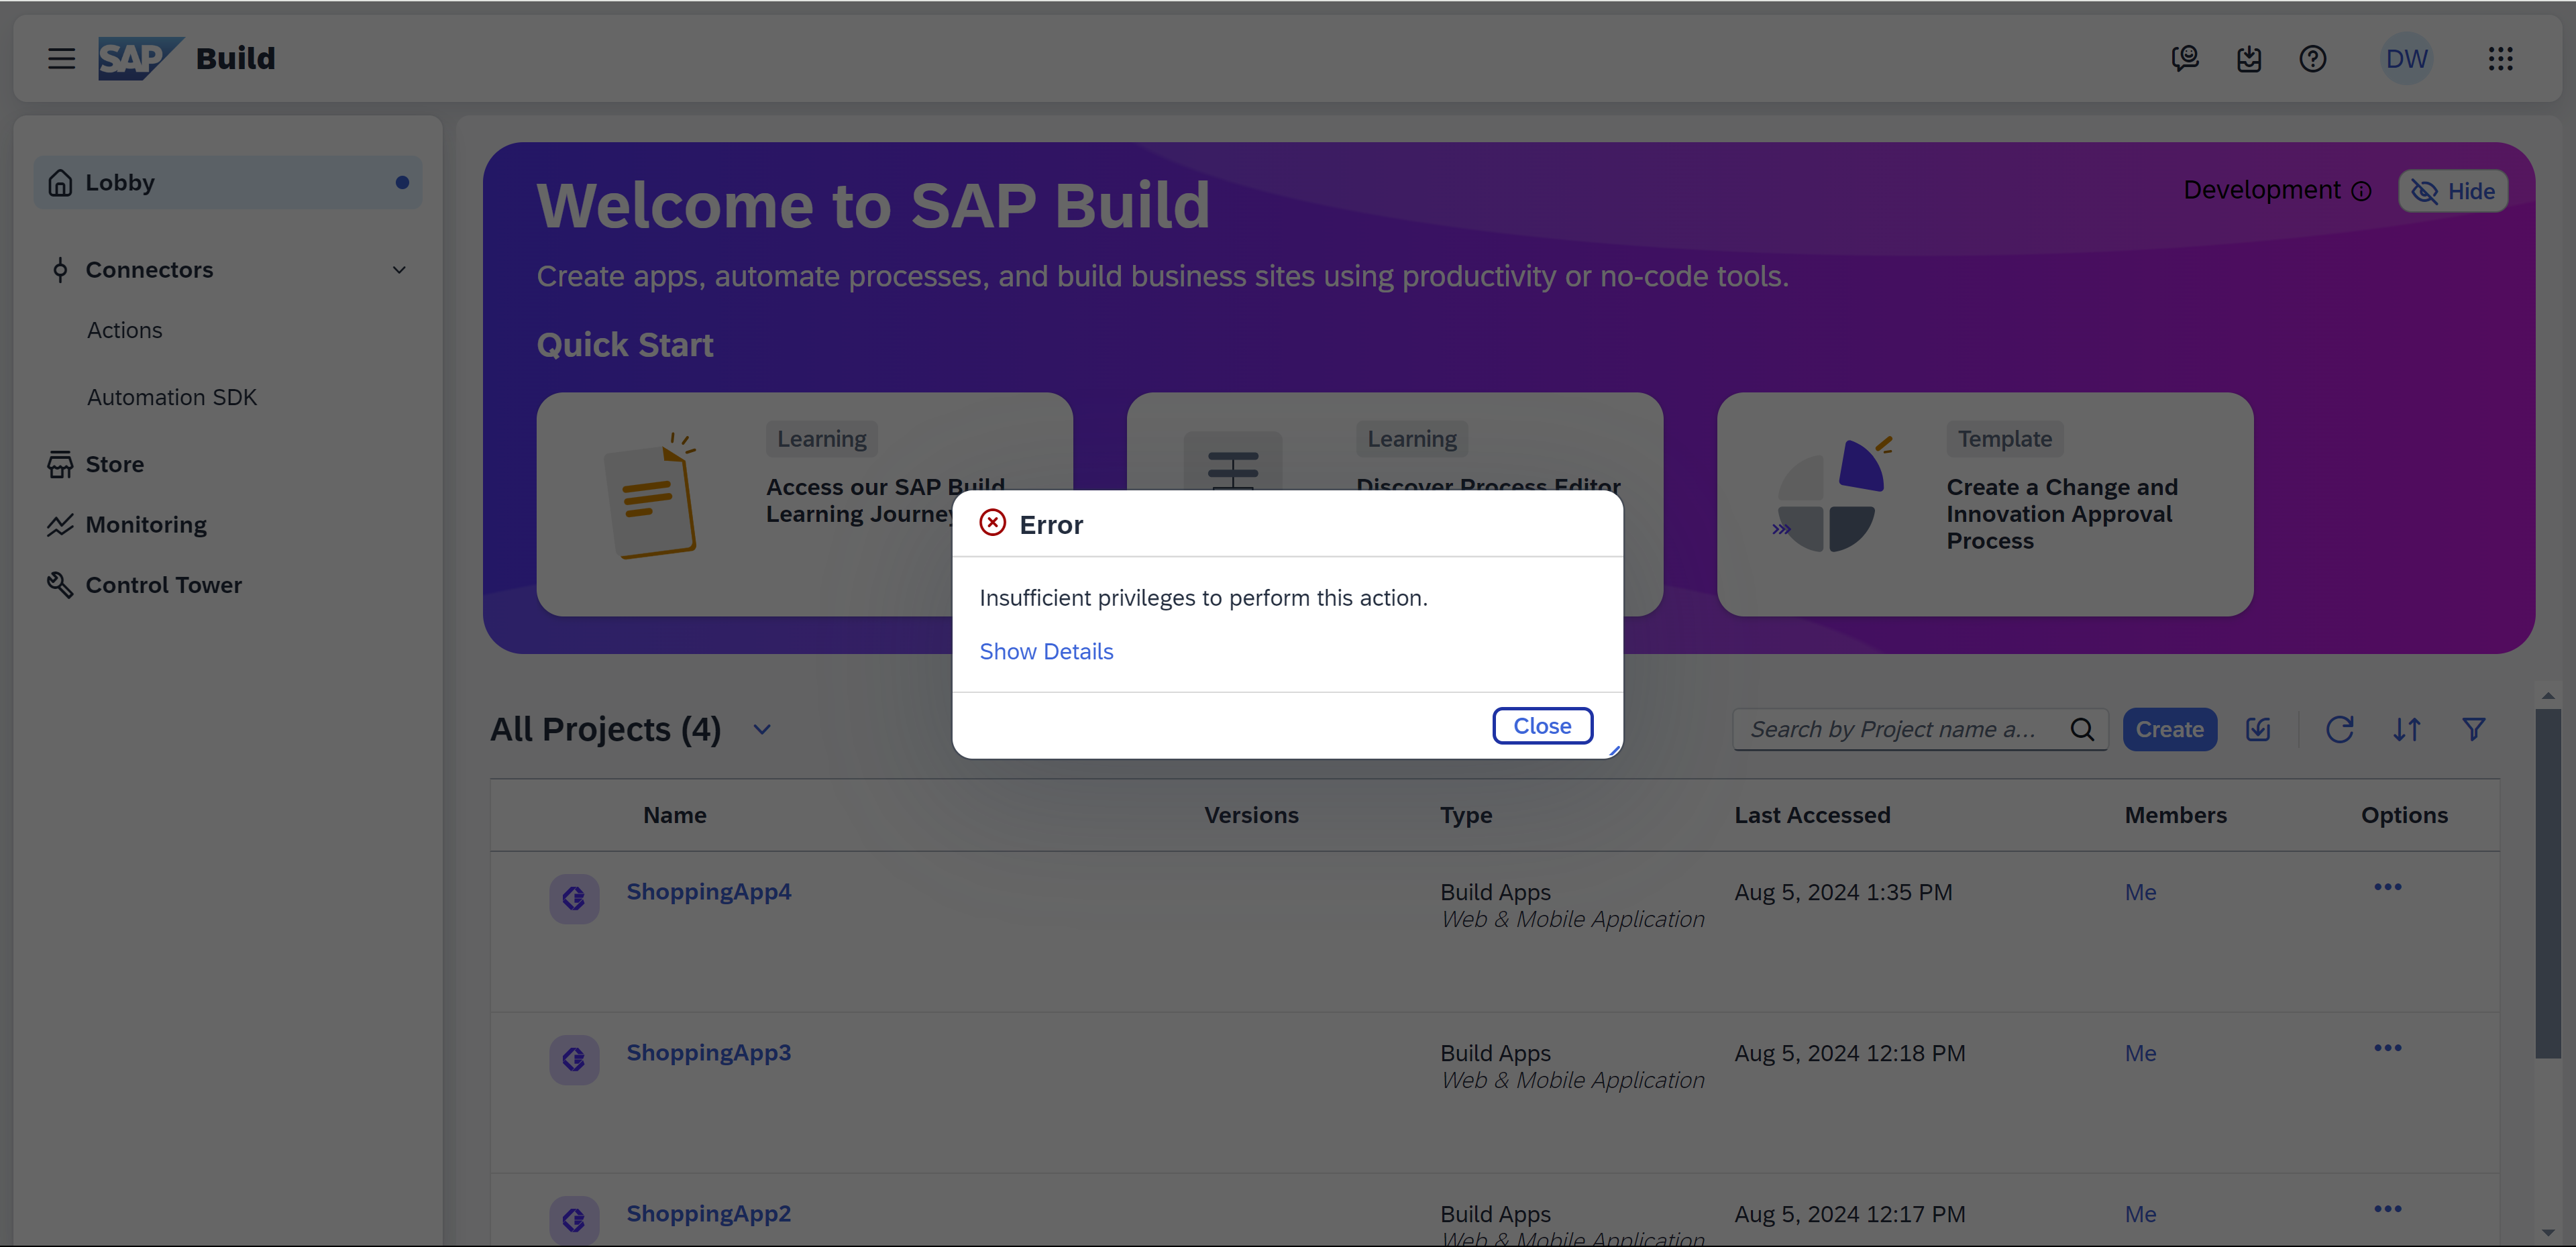 SAP Build
DW
Lobby
Connectors
Actions
Automation SDK
Store
Monitoring
Control Tower
Welcome to SAP Build
Development
Hide
Create apps, automate processes, and build business sites using productivity or no-code tools.
Quick Start
Learning
Access our SAP Build
Learning Journey
Learning
Discover Process Editor
Template
Create a Change and
Innovation Approval
Process
Error
Insufficient privileges to perform this action.
Show Details
Close
All Projects (4)
Search by Project name a...
Create
Name Versions Type Last Accessed Members Options
ShoppingApp4 Build Apps Aug 5, 2024 1:35 PM Me
Web & Mobile Application
ShoppingApp3 Build Apps Aug 5, 2024 12:18 PM Me
Web & Mobile Application
ShoppingApp2 Build Apps Aug 5, 2024 12:17 PM Me
Web & Mobile Application